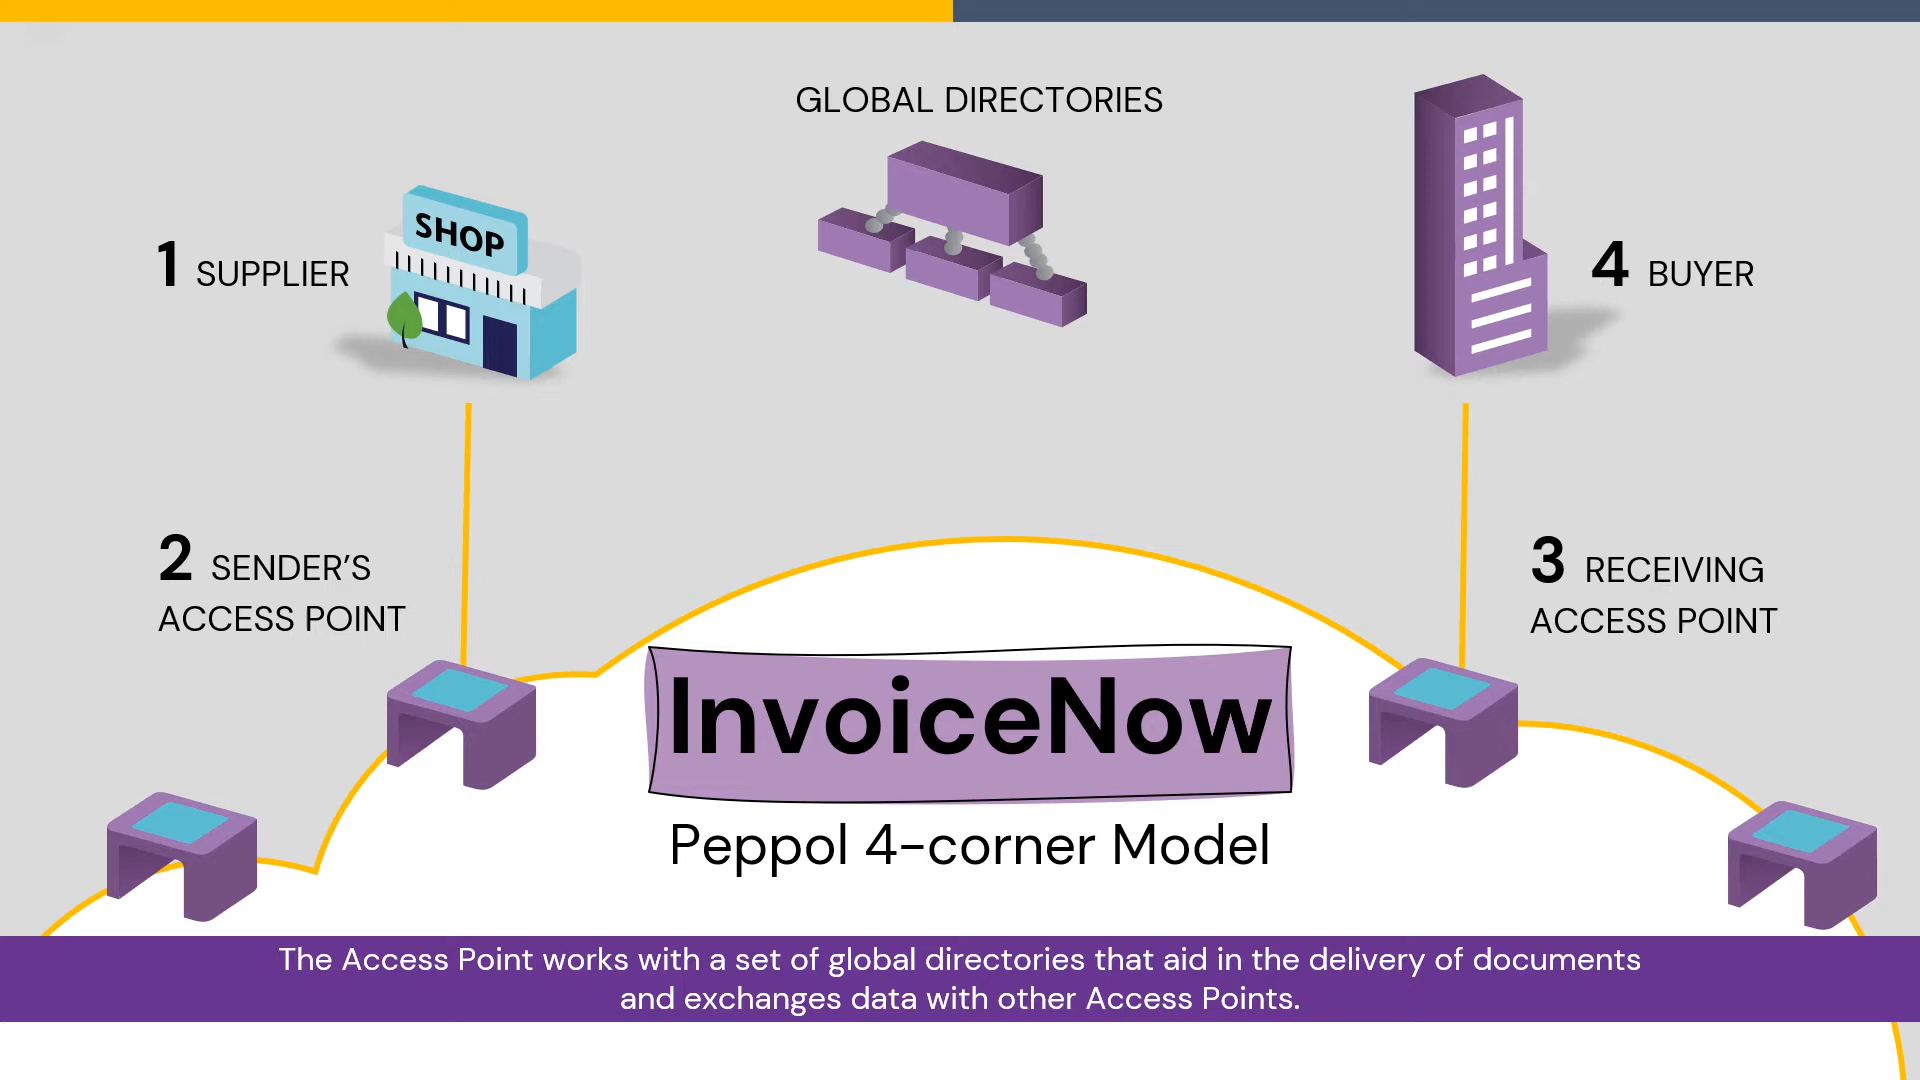 GLOBAL DIRECTORIES
SHOP
1 SUPPLIER
4 BUYER
2 SENDER’S
ACCESS POINT
3 RECEIVING
ACCESS POINT
InvoiceNow
Peppol 4-corner Model
The Access Point works with a set of global directories that aid in the delivery of documents
and exchanges data with other Access Points.